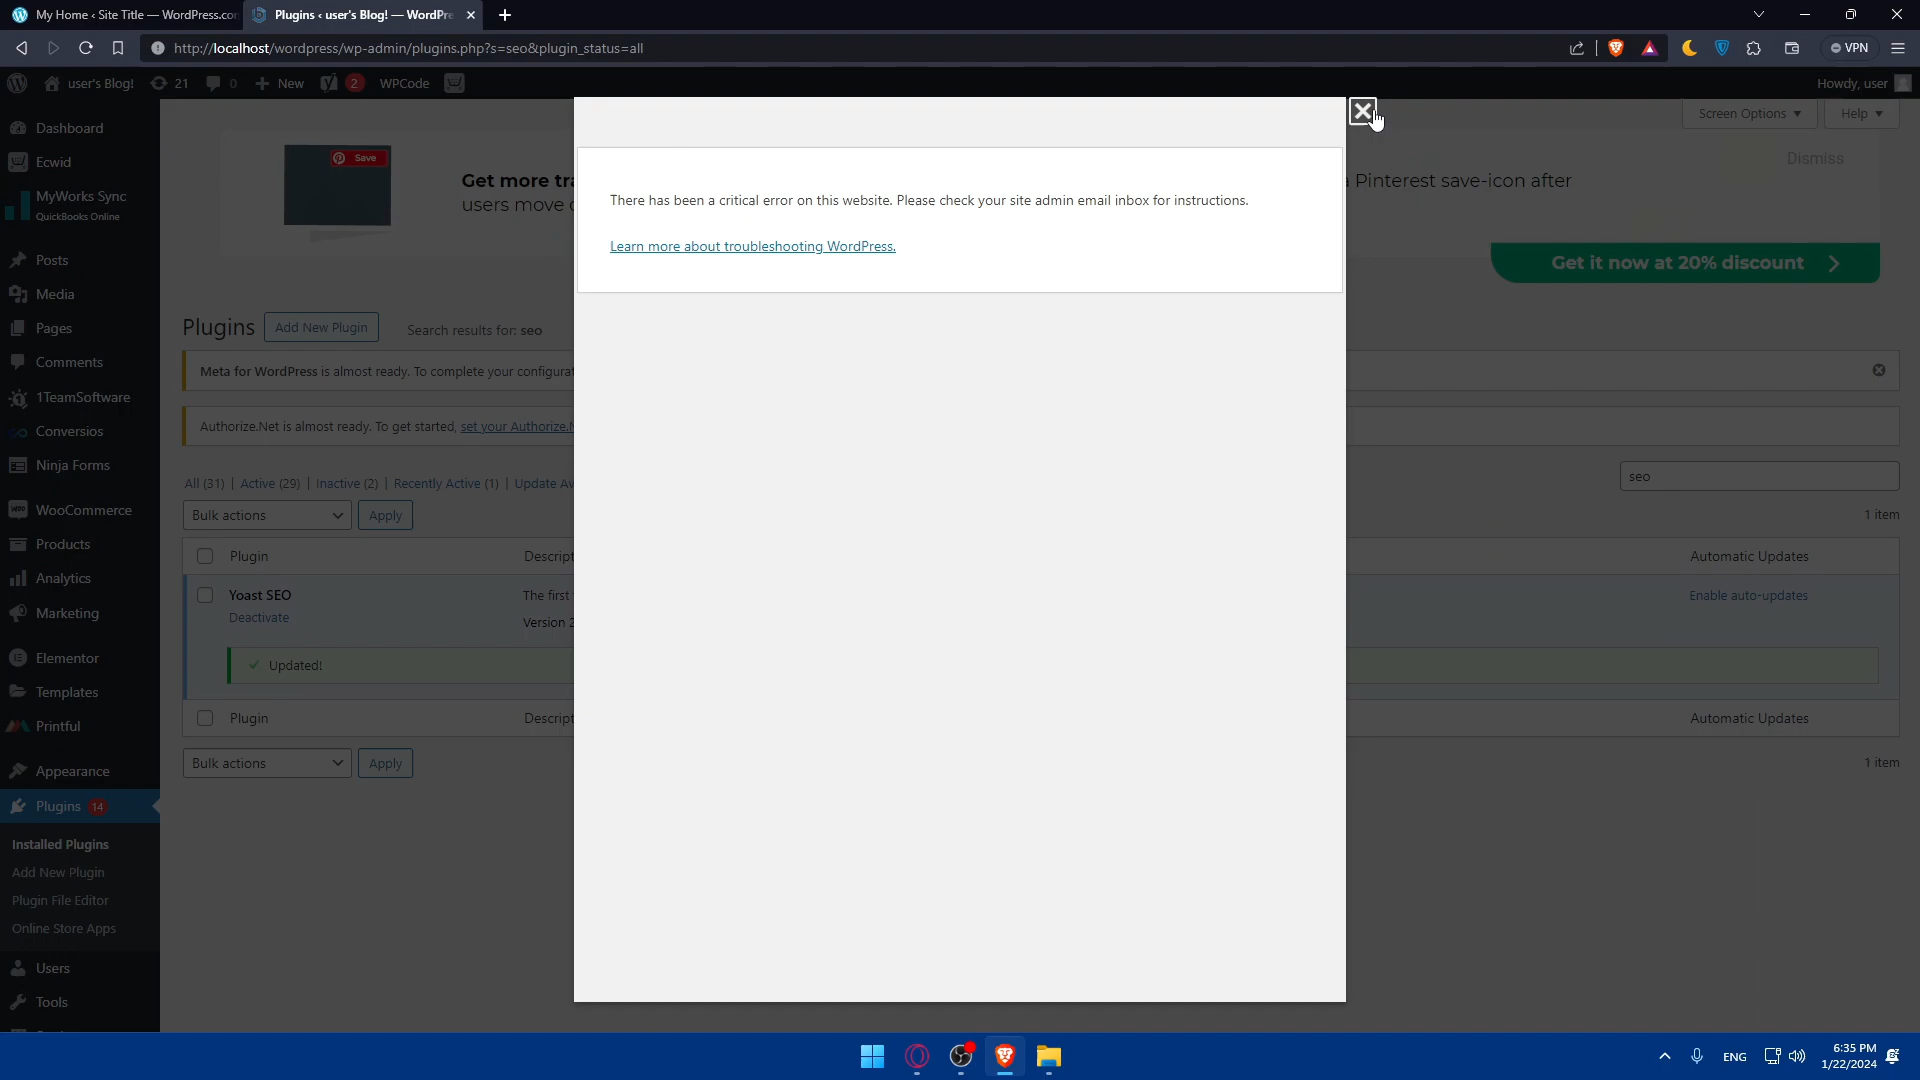 My Home ‹ Site Title — WordPress.con
Plugins ‹ user's Blog! — WordPre
http://localhost/wordpress/wp-admin/plugins.php?s=seo&plugin_status=all
VPN
user's Blog!
21
0
New
2
WPCode
Howdy, user
Dashboard
Ecwid
MyWorks Sync
QuickBooks Online
Posts
Media
Pages
Comments
1TeamSoftware
Conversios
Ninja Forms
WooCommerce
Products
Analytics
Marketing
Elementor
Templates
Printful
Appearance
Plugins 14
Installed Plugins
Add New Plugin
Plugin File Editor
Online Store Apps
Users
Tools
Screen Options
Help
Save
Get more tra
users move
Dismiss
a Pinterest save-icon after
Get it now at 20% discount
There has been a critical error on this website. Please check your site admin email inbox for instructions.
Learn more about troubleshooting WordPress.
Plugins
Add New Plugin
Search results for: seo
Meta for WordPress is almost ready. To complete your configurat
Authorize.Net is almost ready. To get started, set your Authorize.N
All (31) | Active (29) | Inactive (2) | Recently Active (1) | Update Av
seo
Bulk actions
Apply
1 item
Plugin
Descript
Automatic Updates
Yoast SEO
The first
Enable auto-updates
Deactivate
Version 2
Updated!
Plugin
Descript
Automatic Updates
Bulk actions
Apply
1 item
woo
ENG
6:35 PM
1/22/2024